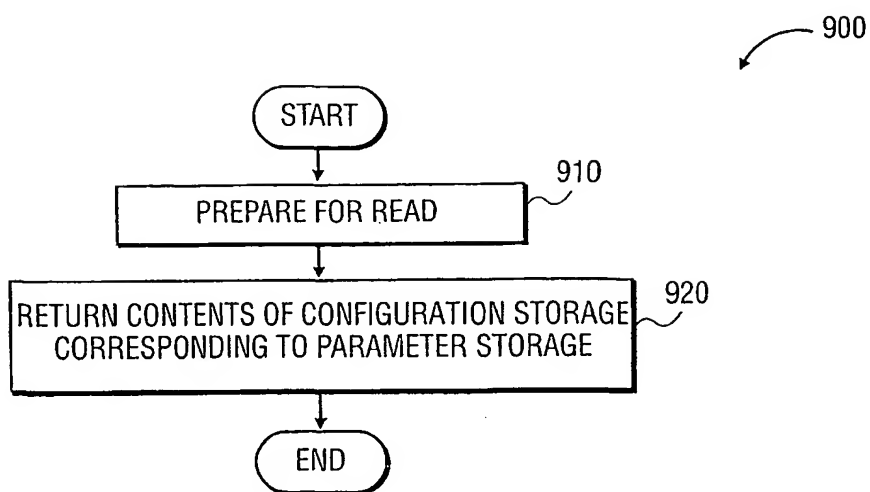 900
START
910
PREPARE FOR READ
920
RETURN CONTENTS OF CONFIGURATION STORAGE
CORRESPONDING TO PARAMETER STORAGE
END